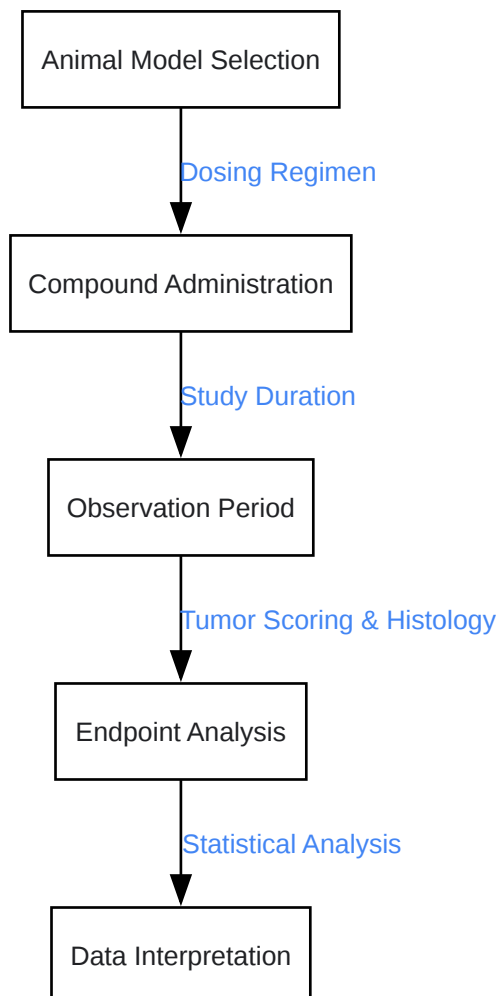 Animal Model Selection
Dosing Regimen
Compound Administration
Study Duration
Observation Period
Tumor Scoring & Histology
Endpoint Analysis
Statistical Analysis
Data Interpretation